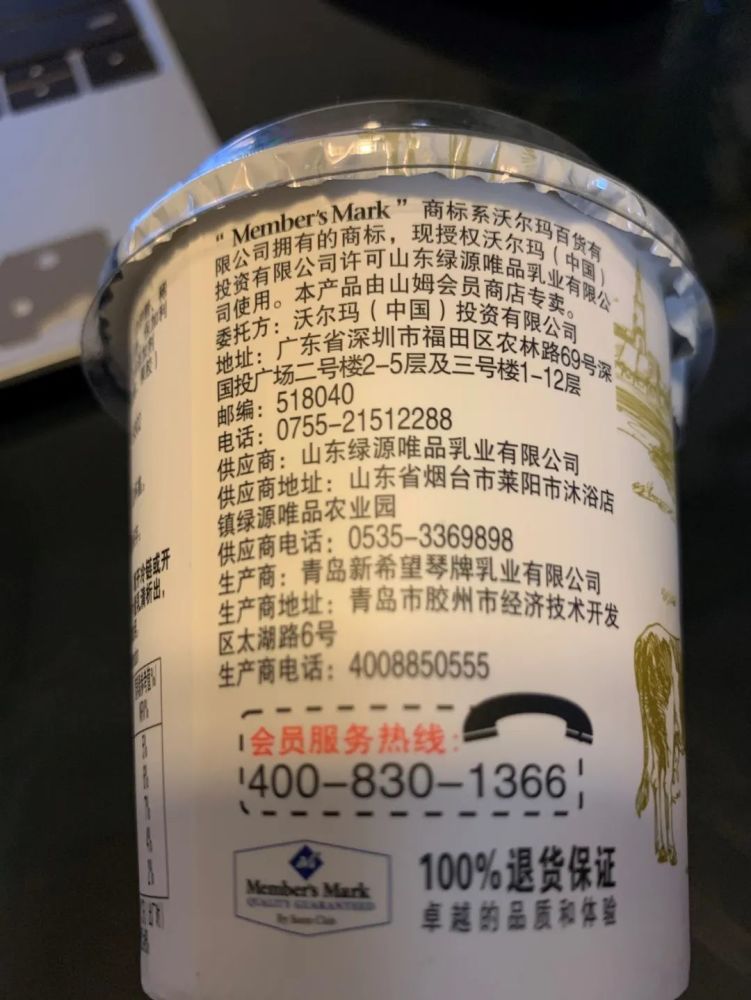 "Member's Mark" 商标系沃尔玛百货有
限公司拥有的商标，现授权沃尔玛（中国）
投资有限公司许可山东绿源唯品乳业有限公
司使用。本产品由山姆会员商店专卖。
委托方：沃尔玛（中国）投资有限公司
地址：广东省深圳市福田区农林路69号深
国投广场二号楼2-5层及三号楼1-12层
邮编：518040
电话：0755-21512288
供应商：山东绿源唯品乳业有限公司
供应商地址：山东省烟台市莱阳市沐浴店
镇绿源唯品农业园
供应商电话：0535-3369898
生产商：青岛新希望琴牌乳业有限公司
生产商地址：青岛市胶州市经济技术开发
区太湖路6号
生产商电话：4008850555
会员服务热线：
400-830-1366
Member's Mark
QUALITY GUARANTEED
By Sam's Club
100%退货保证
卓越的品质和体验